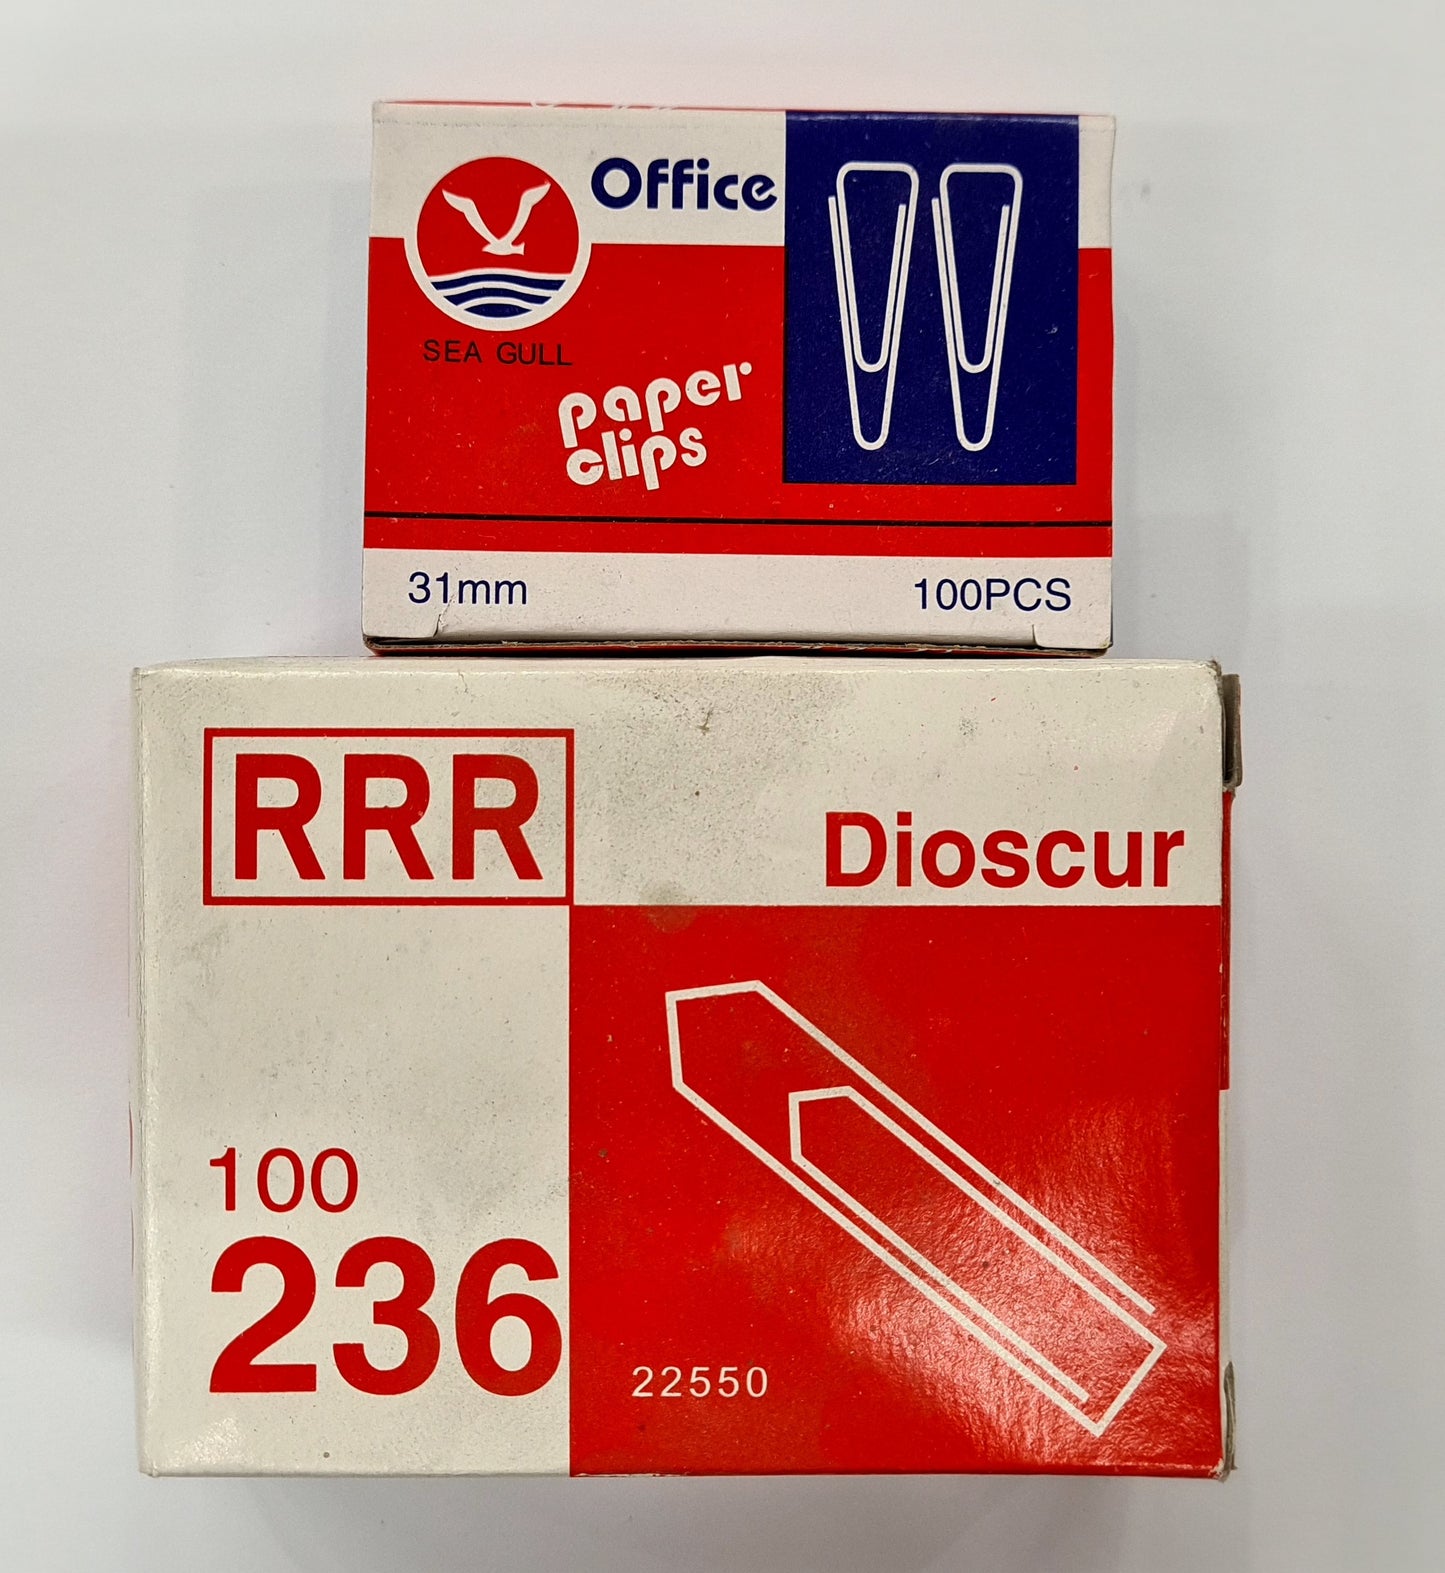 Office
SEA GULL
paper
clips
31mm
100PCS
RRR
Dioscur
100
236
22550